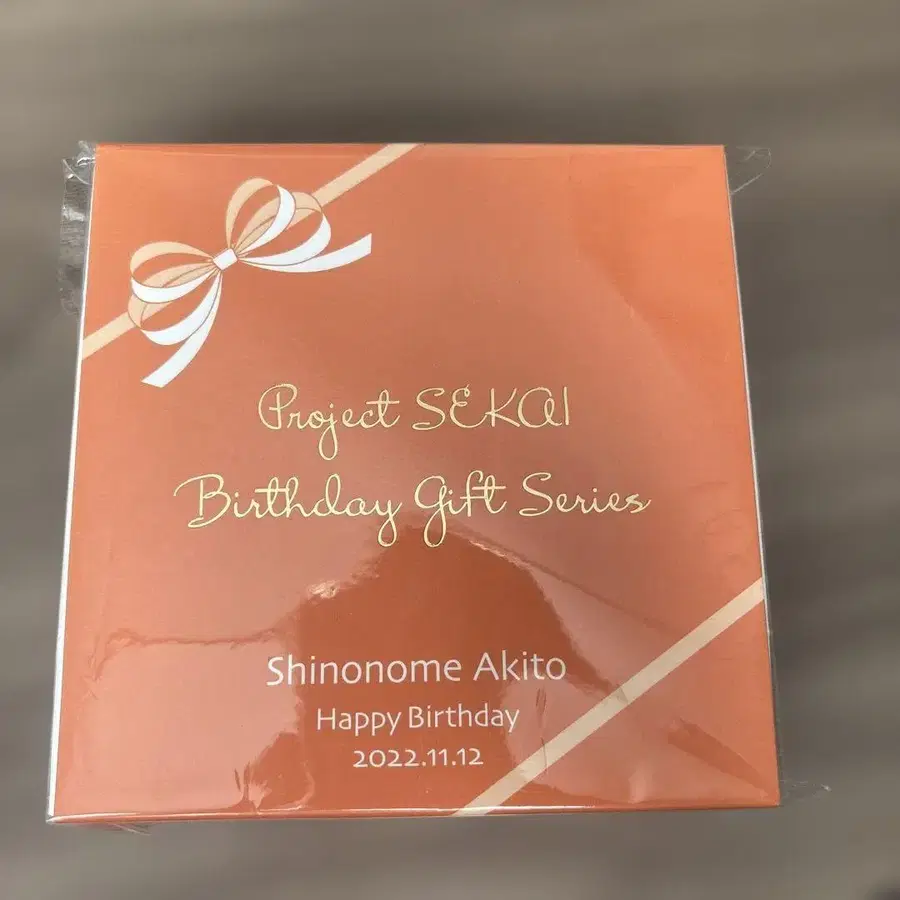 Project SEKAI
Birthday Gift Series
Shinonome Akito
Happy Birthday
2022.11.12